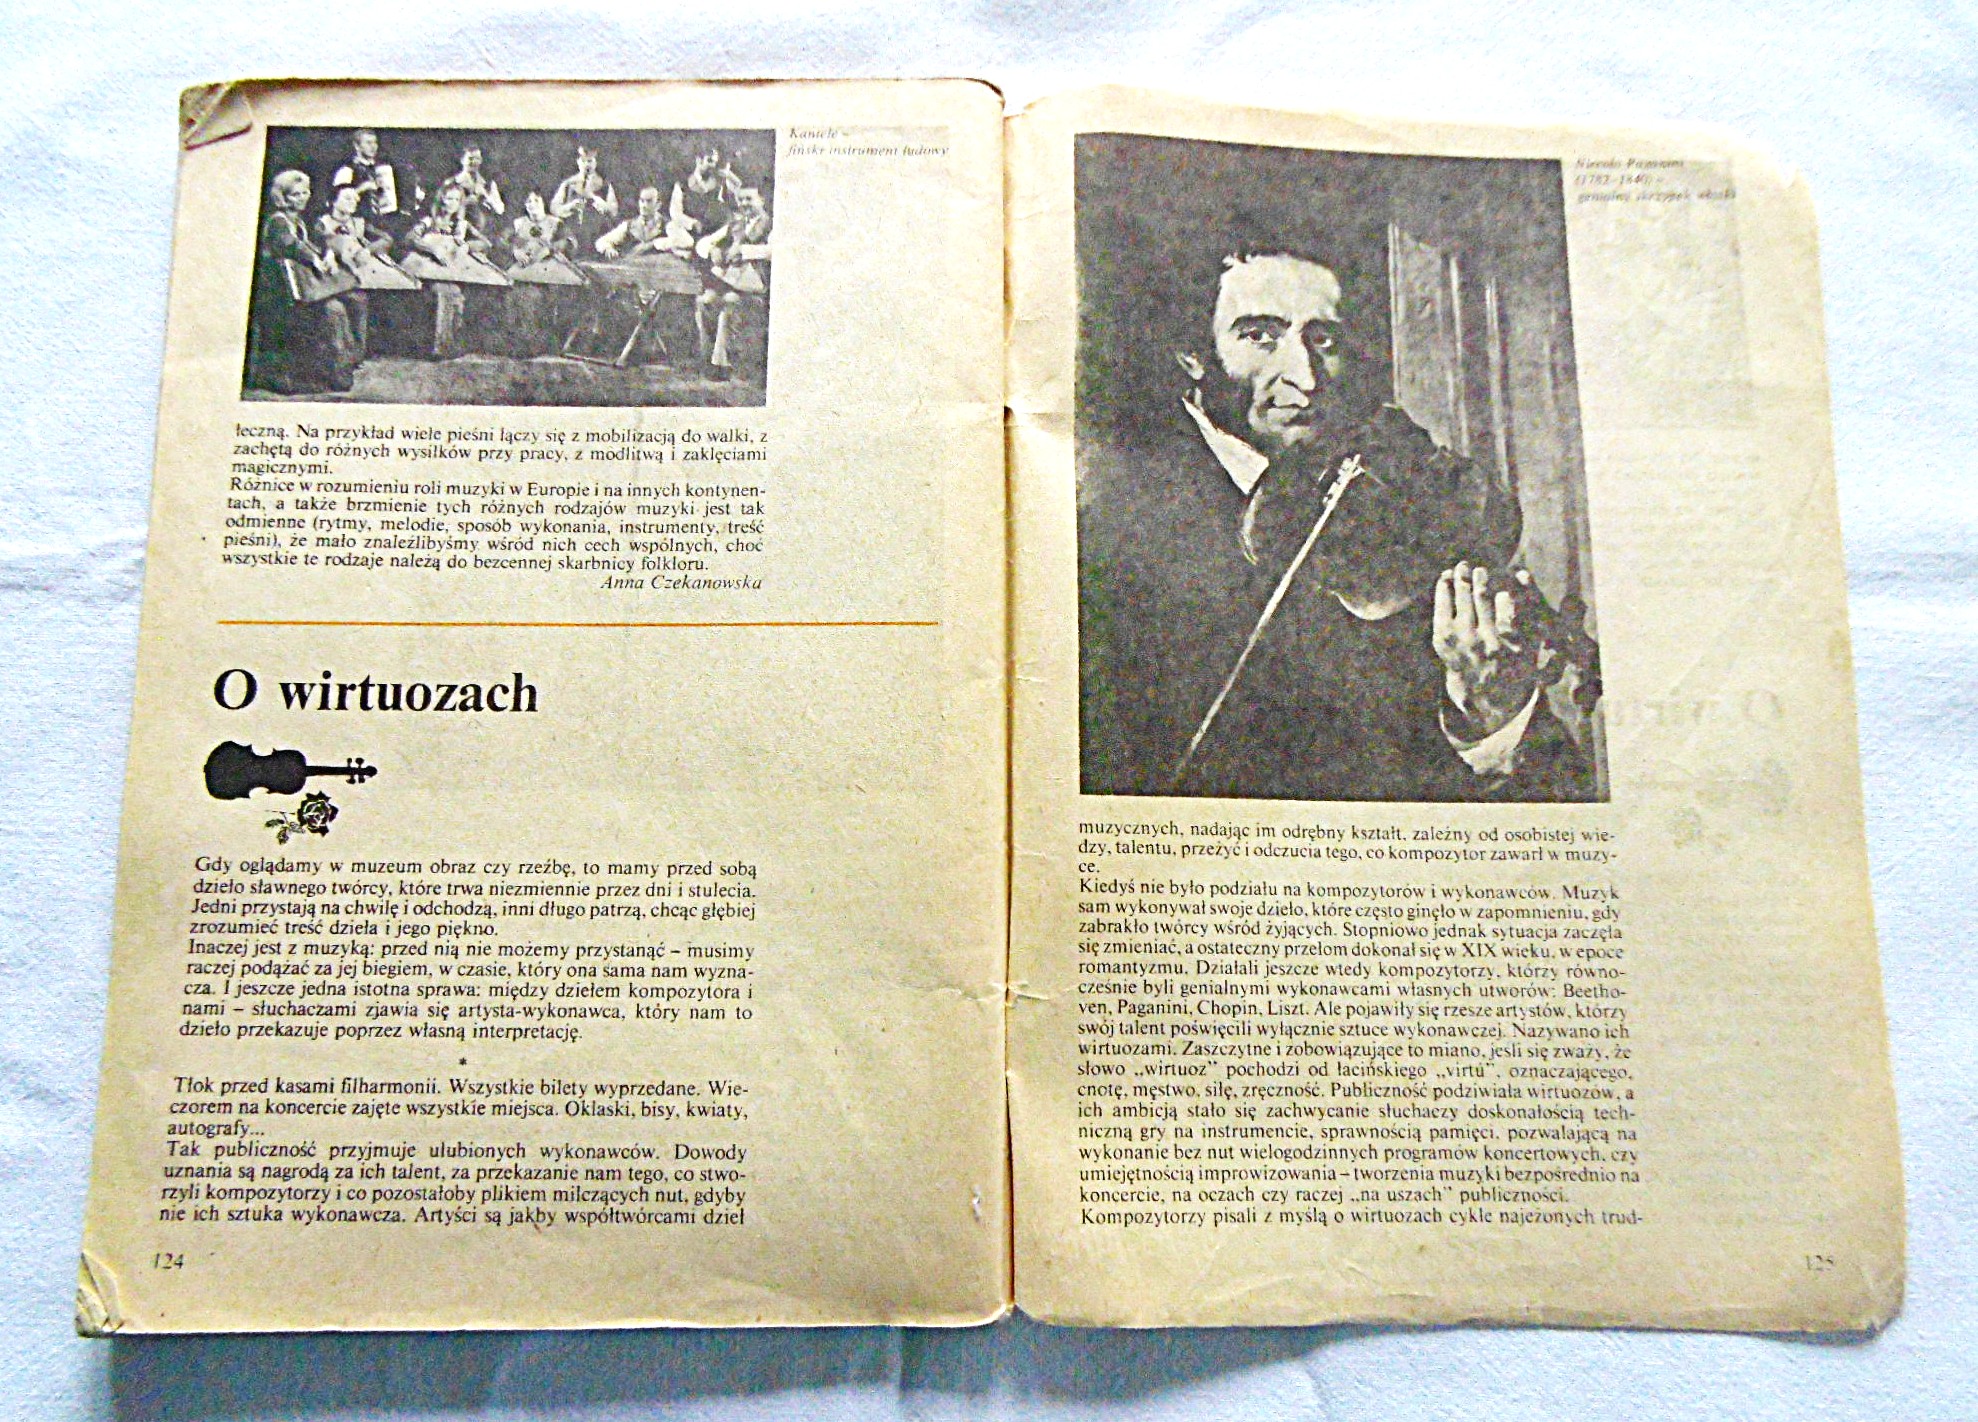 Kantele –
fiński instrument ludowy
łeczną. Na przykład wiele pieśni łączy się z mobilizacją do walki, z
zachętą do różnych wysiłków przy pracy, z modlitwą i zaklęciami
magicznymi.
Różnice w rozumieniu roli muzyki w Europie i na innych kontynen-
tach, a także brzmienie tych różnych rodzajów muzyki jest tak
odmienne (rytmy, melodie, sposób wykonania, instrumenty, treść
pieśni), że mało znaleźlibyśmy wśród nich cech wspólnych, choć
wszystkie te rodzaje należą do bezcennej skarbnicy folkloru.
Anna Czekanowska
O wirtuozach
Gdy oglądamy w muzeum obraz czy rzeźbę, to mamy przed sobą
dzieło sławnego twórcy, które trwa niezmiennie przez dni i stulecia.
Jedni przystają na chwilę i odchodzą, inni długo patrzą, chcąc głębiej
zrozumieć treść dzieła i jego piękno.
Inaczej jest z muzyką: przed nią nie możemy przystanąć – musimy
raczej podążać za jej biegiem, w czasie, który ona sama nam wyzna-
cza. I jeszcze jedna istotna sprawa: między dziełem kompozytora i
nami – słuchaczami zjawia się artysta-wykonawca, który nam to
dzieło przekazuje poprzez własną interpretację.
*
Tłok przed kasami filharmonii. Wszystkie bilety wyprzedane. Wie-
czorem na koncercie zajęte wszystkie miejsca. Oklaski, bisy, kwiaty,
autografy...
Tak publiczność przyjmuje ulubionych wykonawców. Dowody
uznania są nagrodą za ich talent, za przekazanie nam tego, co stwo-
rzyli kompozytorzy i co pozostałoby plikiem milczących nut, gdyby
nie ich sztuka wykonawcza. Artyści są jakby współtwórcami dzieł
124
Niccolo Paganini
(1782–1840) –
genialny skrzypek włoski
muzycznych, nadając im odrębny kształt, zależny od osobistej wie-
dzy, talentu, przeżyć i odczucia tego, co kompozytor zawarł w muzy-
ce.
Kiedyś nie było podziału na kompozytorów i wykonawców. Muzyk
sam wykonywał swoje dzieło, które często ginęło w zapomnieniu, gdy
zabrakło twórcy wśród żyjących. Stopniowo jednak sytuacja zaczęła
się zmieniać, a ostateczny przełom dokonał się w XIX wieku, w epoce
romantyzmu. Działali jeszcze wtedy kompozytorzy, którzy równo-
cześnie byli genialnymi wykonawcami własnych utworów: Beetho-
ven, Paganini, Chopin, Liszt. Ale pojawiły się rzesze artystów, którzy
swój talent poświęcili wyłącznie sztuce wykonawczej. Nazywano ich
wirtuozami. Zaszczytne i zobowiązujące to miano, jeśli się zważy, że
słowo „wirtuoz" pochodzi od łacińskiego „virtù", oznaczającego,
cnotę, męstwo, siłę, zręczność. Publiczność podziwiała wirtuozów, a
ich ambicją stało się zachwycanie słuchaczy doskonałością tech-
niczną gry na instrumencie, sprawnością pamięci, pozwalającą na
wykonanie bez nut wielogodzinnych programów koncertowych, czy
umiejętnością improwizowania – tworzenia muzyki bezpośrednio na
koncercie, na oczach czy raczej „na uszach" publiczności.
Kompozytorzy pisali z myślą o wirtuozach cykle najeżonych trud-
125